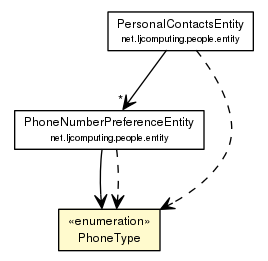 PersonalContactsEntity
net.ljcomputing.people.entity
*
PhoneNumberPreferenceEntity
net.ljcomputing.people.entity
«enumeration»
PhoneType